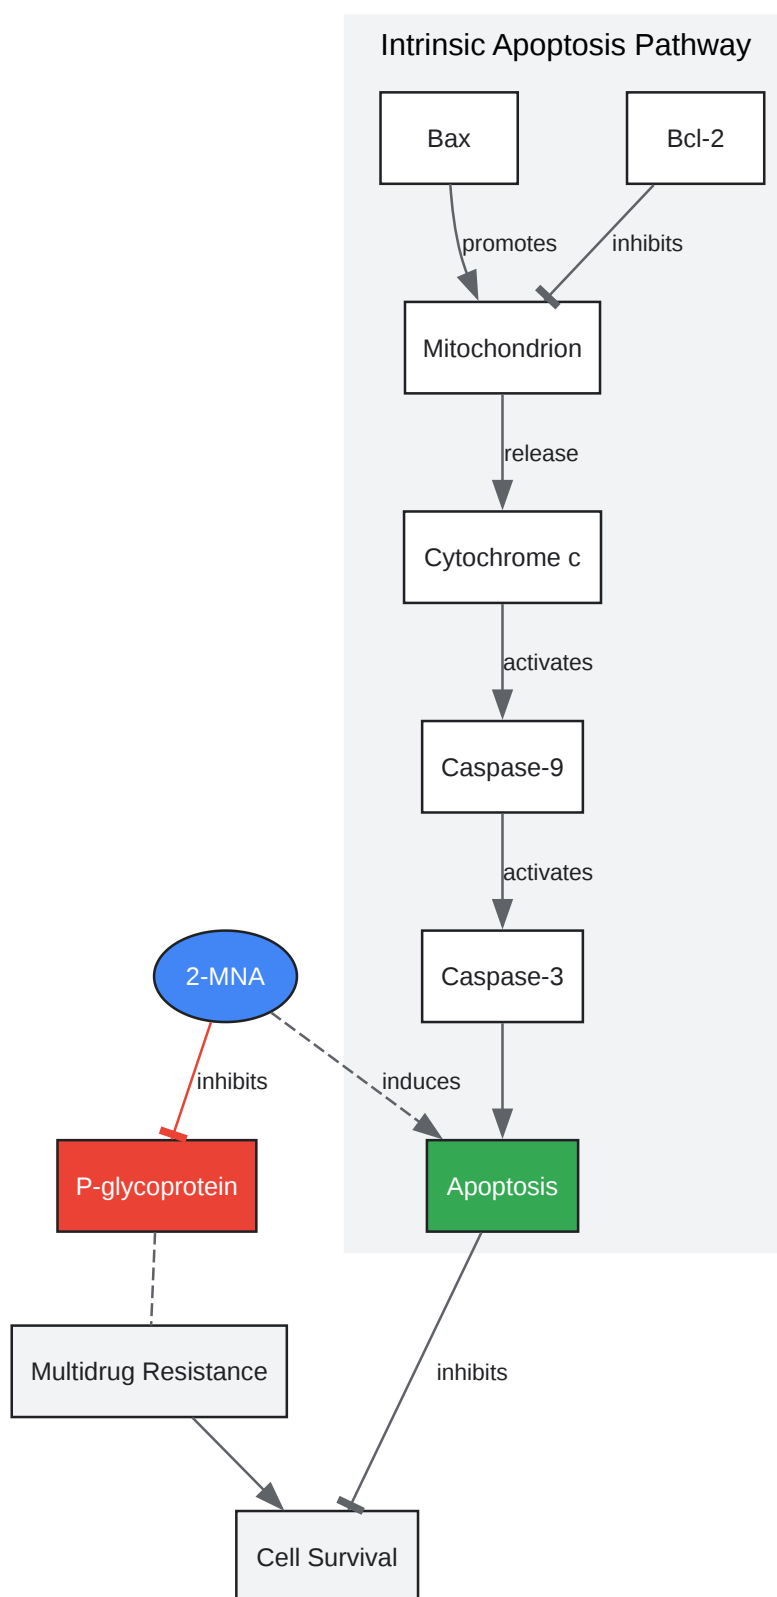 Intrinsic Apoptosis Pathway
Bax
Bcl-2
promotes
inhibits
Mitochondrion
release
Cytochrome c
activates
Caspase-9
activates
2-MNA
Caspase-3
inhibits
induces
P-glycoprotein
Apoptosis
Multidrug Resistance
inhibits
Cell Survival